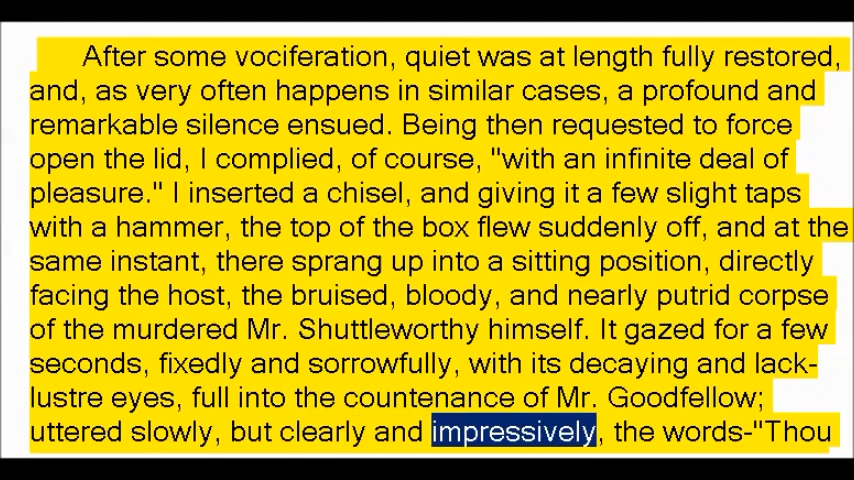 After some vociferation, quiet was at length fully restored,
and, as very often happens in similar cases, a profound and
remarkable silence ensued. Being then requested to force
open the lid, I complied, of course, "with an infinite deal of
pleasure." I inserted a chisel, and giving it a few slight taps
with a hammer, the top of the box flew suddenly off, and at the
same instant, there sprang up into a sitting position, directly
facing the host, the bruised, bloody, and nearly putrid corpse
of the murdered Mr. Shuttleworthy himself. It gazed for a few
seconds, fixedly and sorrowfully, with its decaying and lack-
lustre eyes, full into the countenance of Mr. Goodfellow;
uttered slowly, but clearly and impressively, the words-"Thou